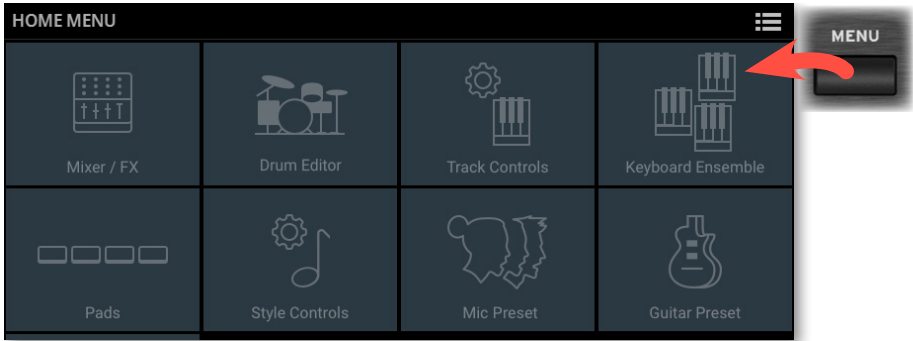 HOME MENU
MENU
Mixer / FX
Drum Editor
Track Controls
Keyboard Ensemble
Pads
Style Controls
Mic Preset
Guitar Preset